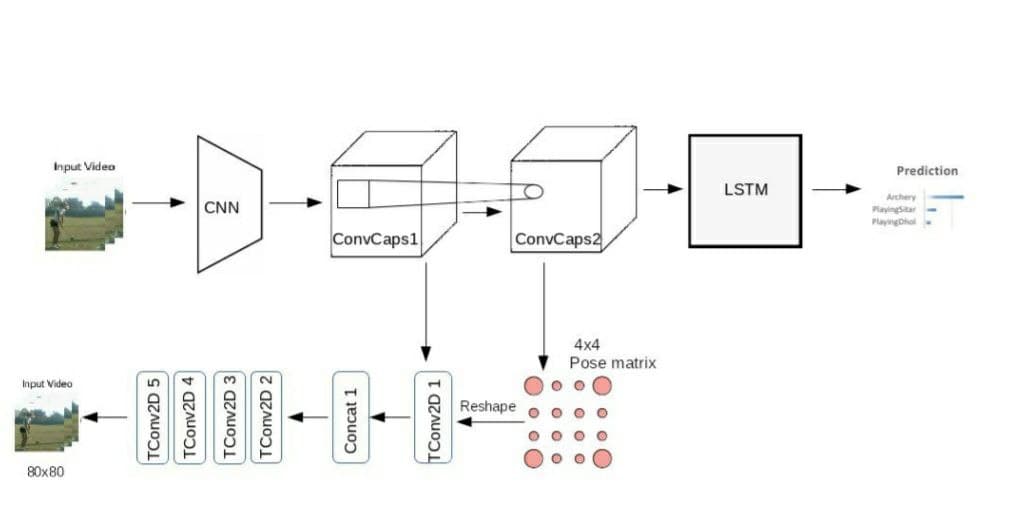 Input Video
CNN
ConvCaps1
ConvCaps2
LSTM
Prediction
Archery
PlayingSitar
PlayingDhol
4x4
Pose matrix
Reshape
TConv2D 1
Concat 1
TConv2D 2
TConv2D 3
TConv2D 4
TConv2D 5
Input Video
80x80